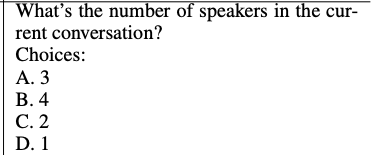 What's the number of speakers in the cur-
rent conversation?
Choices:
A. 3
B. 4
C. 2
D. 1